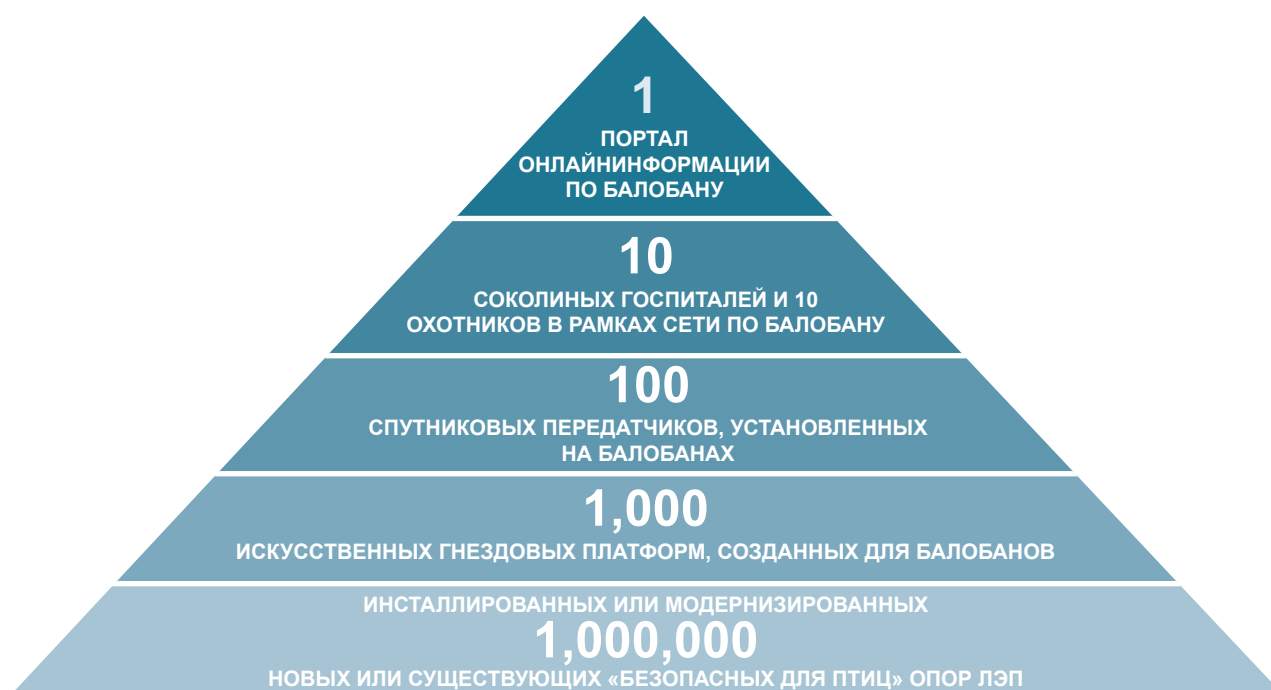 1
ПОРТАЛ
ОНЛАЙНИНФОРМАЦИИ
ПО БАЛОБАНУ
10
СОКОЛИНЫХ ГОСПИТАЛЕЙ И 10
ОХОТНИКОВ В РАМКАХ СЕТИ ПО БАЛОБАНУ
100
СПУТНИКОВЫХ ПЕРЕДАТЧИКОВ, УСТАНОВЛЕННЫХ
НА БАЛОБАНАХ
1,000
ИСКУССТВЕННЫХ ГНЕЗДОВЫХ ПЛАТФОРМ, СОЗДАННЫХ ДЛЯ БАЛОБАНОВ
ИНСТАЛЛИРОВАННЫХ ИЛИ МОДЕРНИЗИРОВАННЫХ
1,000,000
НОВЫХ ИЛИ СУЩЕСТВУЮЩИХ «БЕЗОПАСНЫХ ДЛЯ ПТИЦ» ОПОР ЛЭП